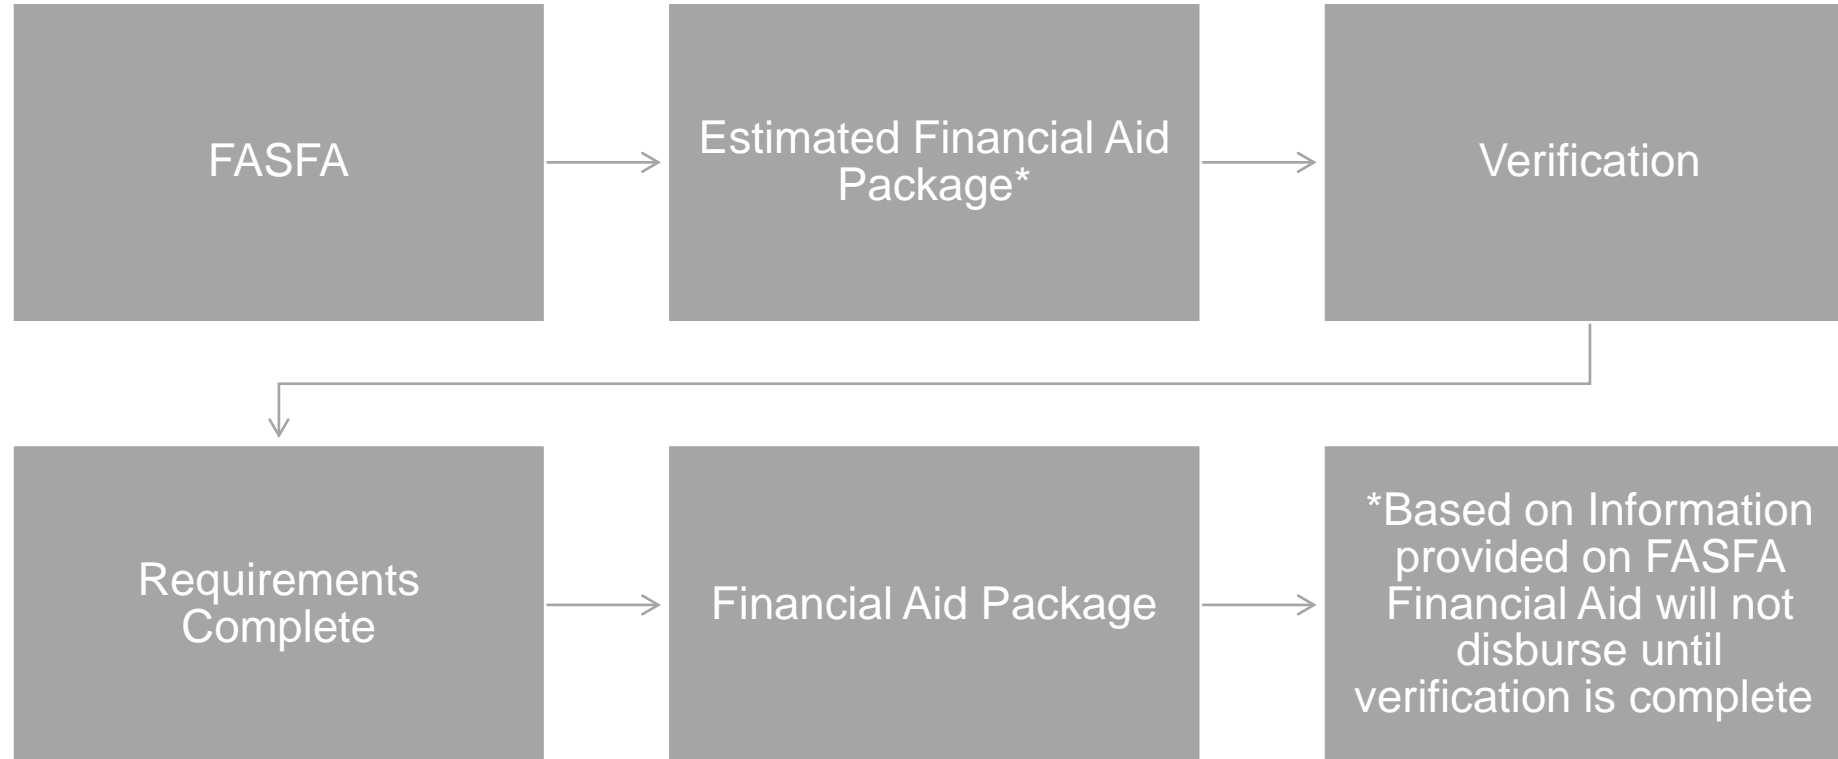 FASFA
Estimated Financial Aid
Package*
Verification
Requirements
Complete
Financial Aid Package
*Based on Information
provided on FASFA
Financial Aid will not
disburse until
verification is complete